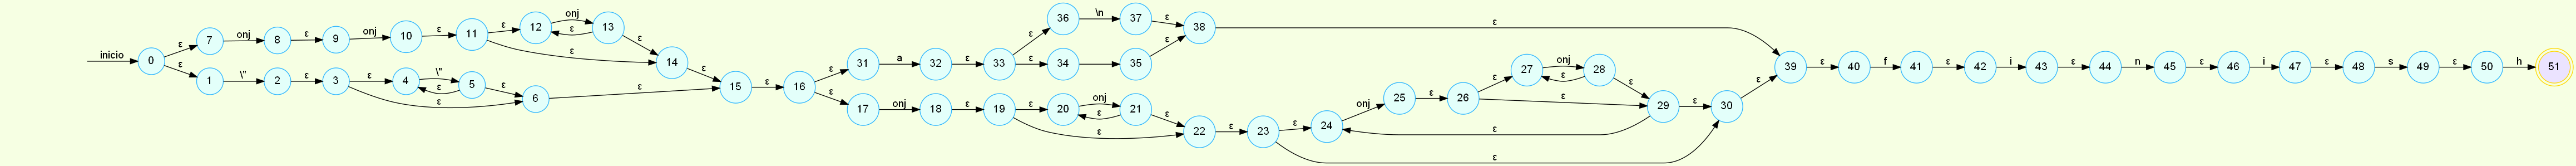 inicio 0
ε 7 onj 8 ε 9 onj 10 ε 11 ε 12 onj 13 ε ε 14 ε
ε
ε 1 \" 2 ε 3 ε 4 \" 5 ε ε 6 ε
ε
15 ε 16
ε 31 a 32 ε 33 ε 36 \n 37 ε 38 ε
ε 34 35 ε
ε 17 onj 18 ε 19 ε 20 onj 21 ε ε 22 ε 23
ε
ε 24 onj 25 ε 26 ε 27 onj 28 ε ε 29 ε 30 ε
ε
ε
ε
39 ε 40 f 41 ε 42 i 43 ε 44 n 45 ε 46 i 47 ε 48 s 49 ε 50 h 51